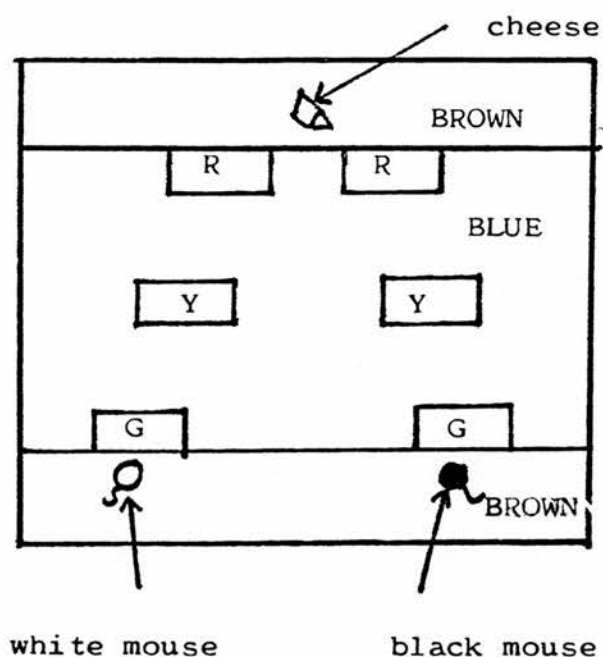 cheese
BROWN
R R
BLUE
Y Y
G G
BROWN
white mouse black mouse